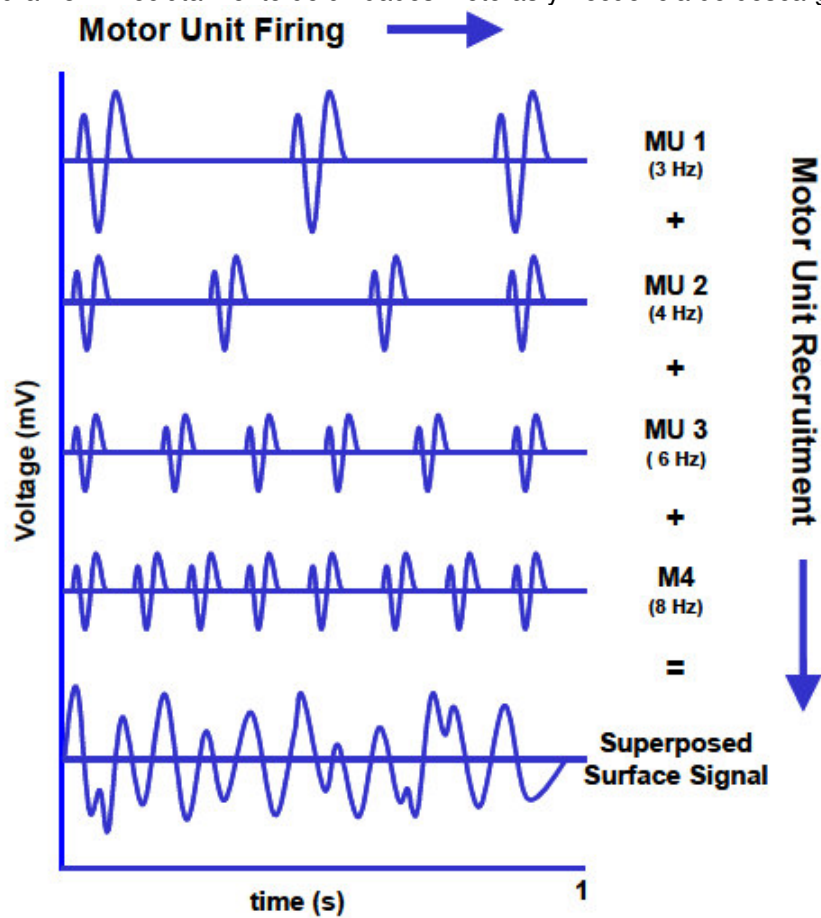 Motor Unit Firing
MU 1
(3 Hz)
+
MU 2
(4 Hz)
+
MU 3
( 6 Hz)
+
M4
(8 Hz)
=
Superposed
Surface Signal
Motor Unit Recruitment
Voltage (mV)
time (s)
1